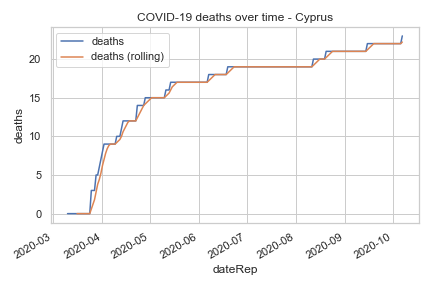 COVID-19 deaths over time - Cyprus
deaths
deaths (rolling)
deaths
20
15
10
5
0
2020-03
2020-04
2020-05
2020-06
2020-07
2020-08
2020-09
2020-10
dateRep